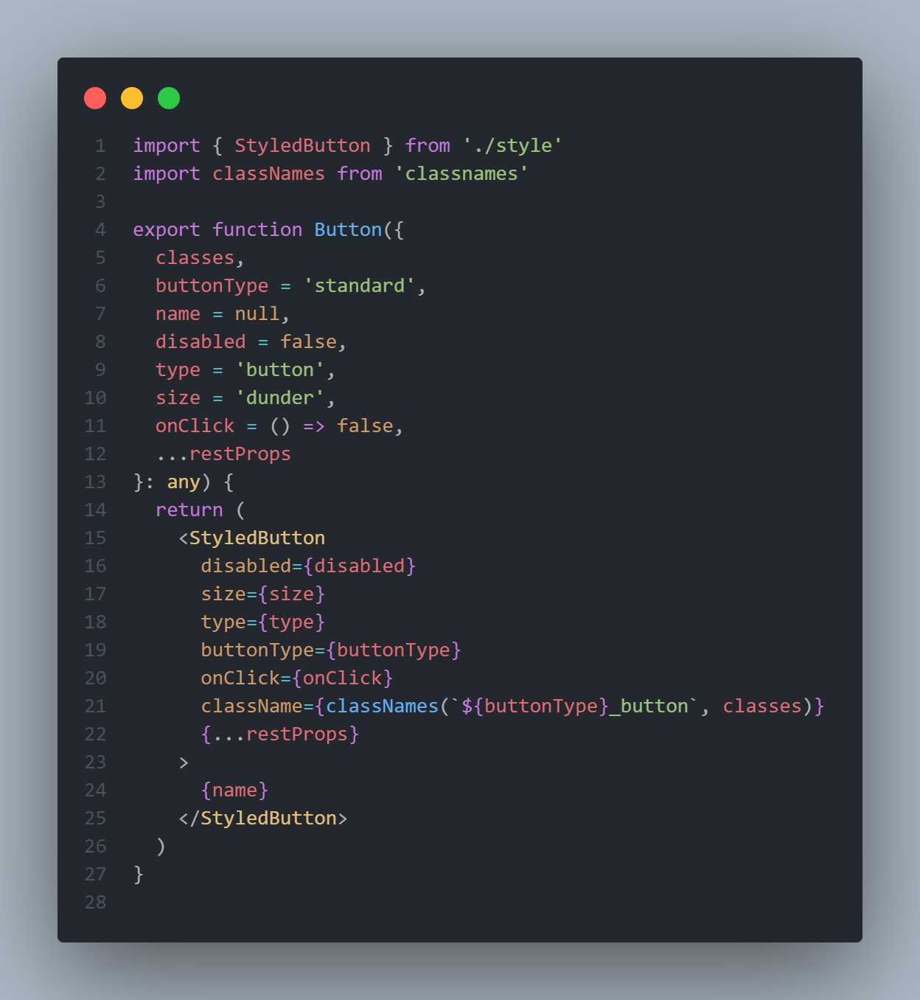 1 import { StyledButton } from './style'
2 import classNames from 'classnames'
3
4 export function Button({
5   classes,
6   buttonType = 'standard',
7   name = null,
8   disabled = false,
9   type = 'button',
10   size = 'dunder',
11   onClick = () => false,
12   ...restProps
13 }: any) {
14   return (
15     <StyledButton
16       disabled={disabled}
17       size={size}
18       type={type}
19       buttonType={buttonType}
20       onClick={onClick}
21       className={classNames(`${buttonType}_button`, classes)}
22       {...restProps}
23     >
24       {name}
25     </StyledButton>
26   )
27 }
28